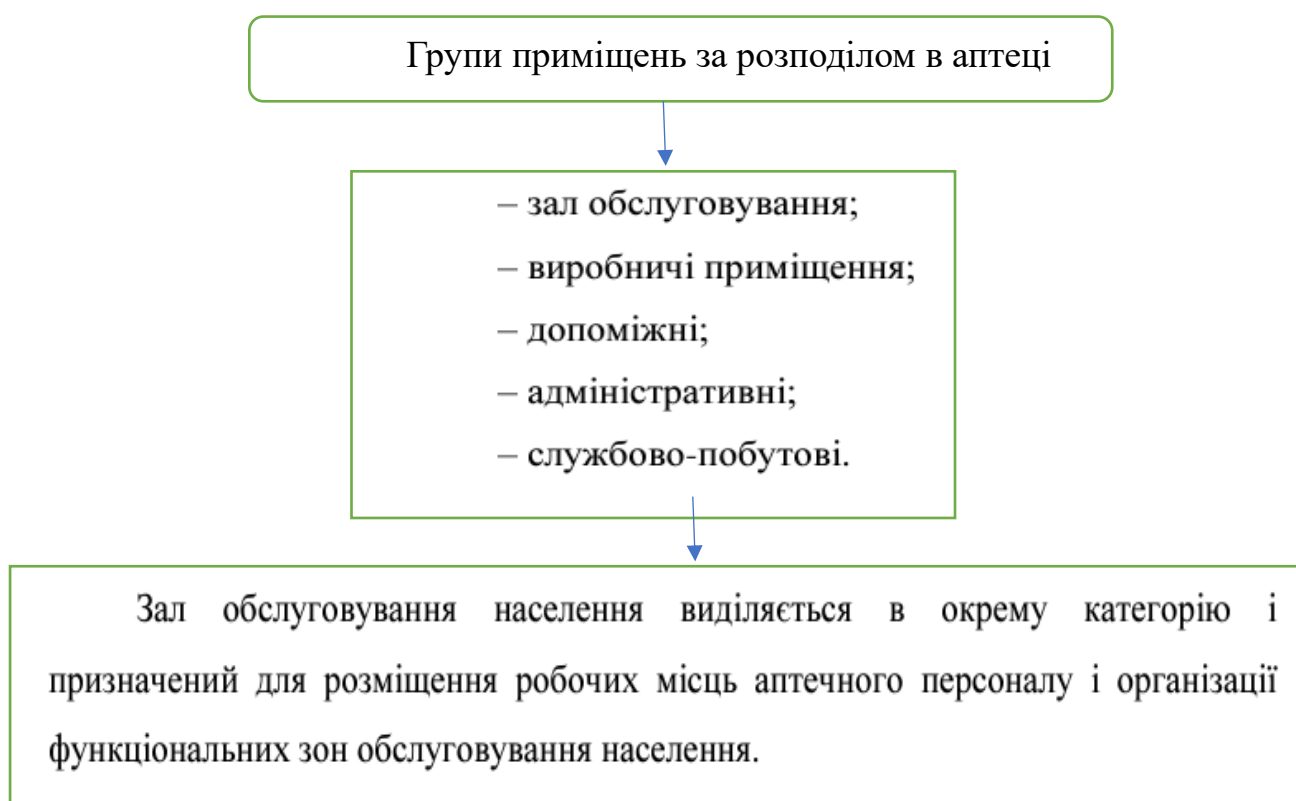 Групи приміщень за розподілом в аптеці
– зал обслуговування;
– виробничі приміщення;
– допоміжні;
– адміністративні;
– службово-побутові.
Зал обслуговування населення виділяється в окрему категорію і
призначений для розміщення робочих місць аптечного персоналу і організації
функціональних зон обслуговування населення.